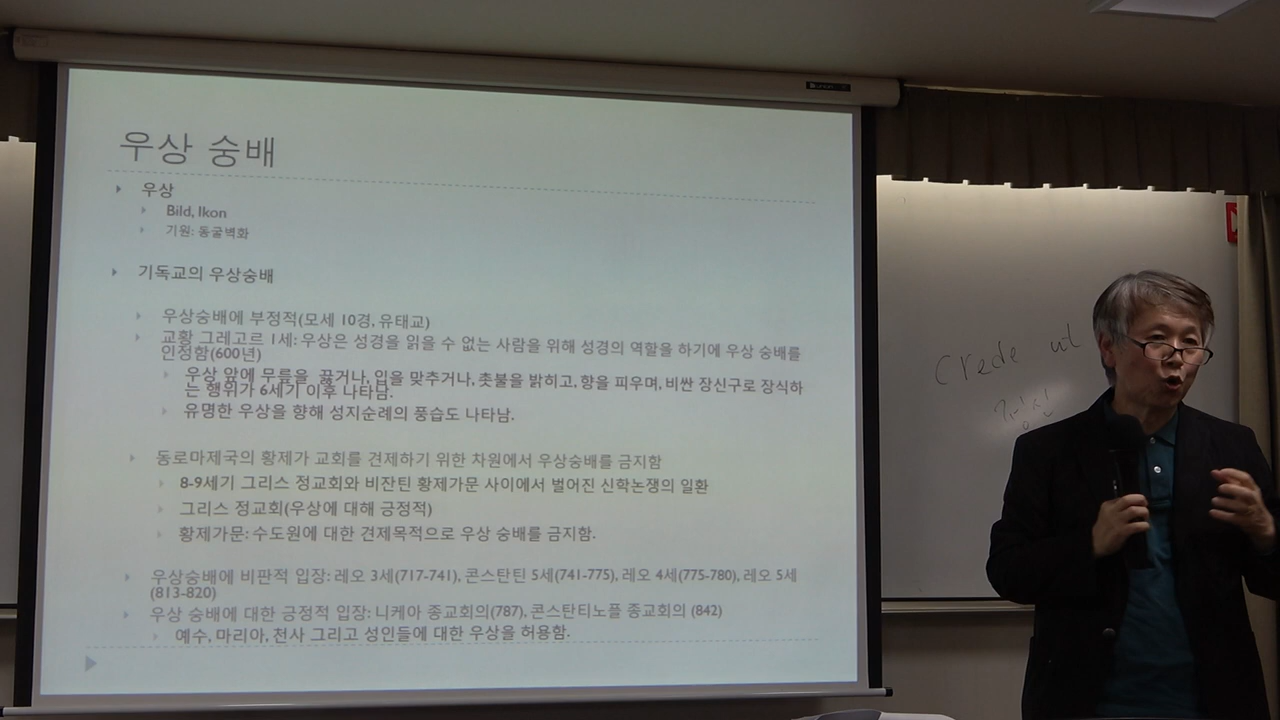 우상 숭배
우상
Bild, Ikon
기원: 동굴벽화
기독교의 우상숭배
우상숭배에 부정적(모세 10경, 유태교)
교황 그레고르 1세: 우상은 성경을 읽을 수 없는 사람을 위해 성경의 역할을 하기에 우상 숭배를
인정함(600년)
우상 앞에 무릎을 꿇거나, 입을 맞추거나, 촛불을 밝히고, 향을 피우며, 비싼 장신구로 장식하
는 행위가 6세기 이후 나타남.
유명한 우상을 향해 성지순례의 풍습도 나타남.
동로마제국의 황제가 교회를 견제하기 위한 차원에서 우상숭배를 금지함
8-9세기 그리스 정교회와 비잔틴 황제가문 사이에서 벌어진 신학논쟁의 일환
그리스 정교회(우상에 대해 긍정적)
황제가문: 수도원에 대한 견제목적으로 우상 숭배를 금지함.
우상숭배에 비판적 입장: 레오 3세(717-741), 콘스탄틴 5세(741-775), 레오 4세(775-780), 레오 5세
(813-820)
우상 숭배에 대한 긍정적 입장: 니케아 종교회의(787), 콘스탄티노플 종교회의 (842)
예수, 마리아, 천사 그리고 성인들에 대한 우상을 허용함.
Crede ut